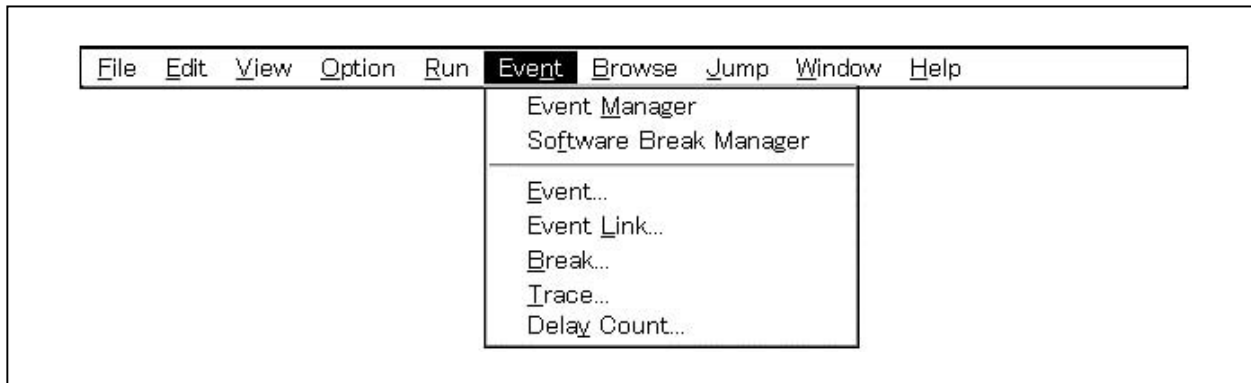 File Edit View Option Run Event Browse Jump Window Help
Event Manager
Software Break Manager
Event...
Event Link...
Break...
Trace...
Delay Count...